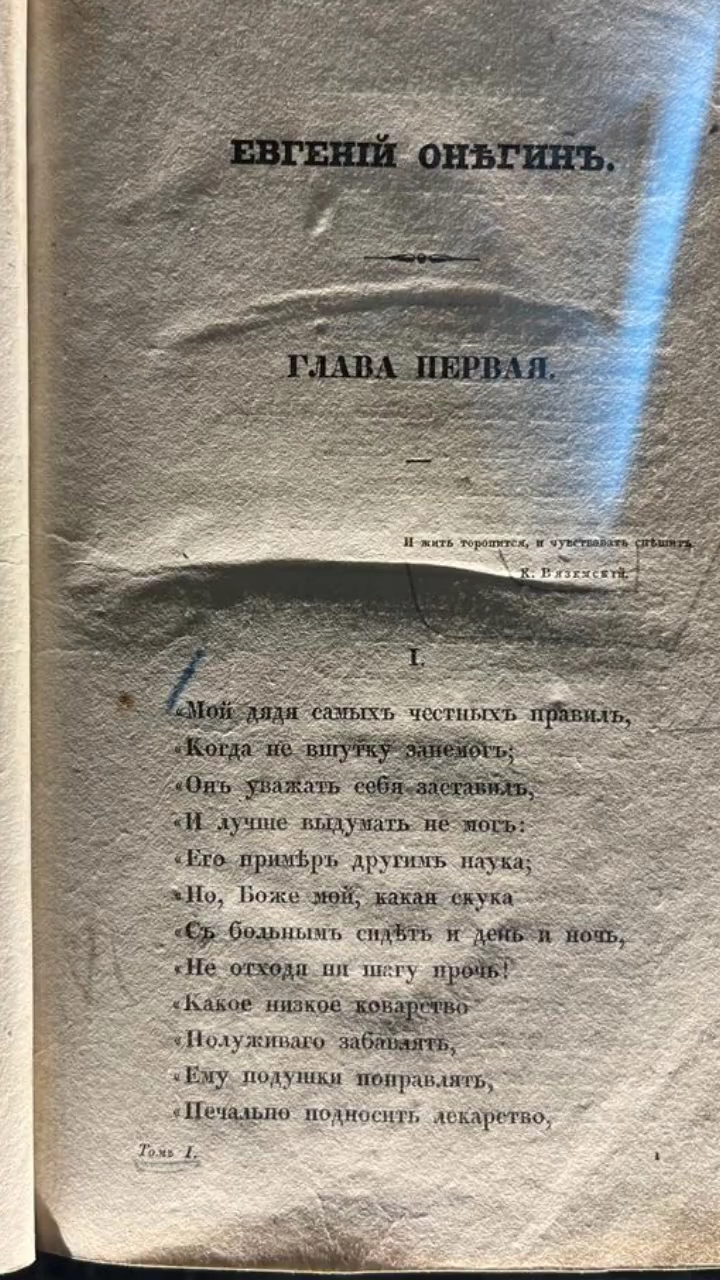 ЕВГЕНІЙ ОНѢГИНЪ.
ГЛАВА ПЕРВАЯ.
И жить торопится, и чувствовать спѣшитъ.
К. Вяземскій.
I.
«Мой дядя самыхъ честныхъ правилъ,
«Когда не вшутку занемогъ;
«Онъ уважать себя заставилъ,
«И лучше выдумать не могъ:
«Его примѣръ другимъ наука;
«Но, Боже мой, какая скука
«Съ больнымъ сидѣть и день и ночь,
«Не отходя ни шагу прочь!
«Какое низкое коварство
«Полуживаго забавлять,
«Ему подушки поправлять,
«Печально подносить лекарство,
Томъ I. 1